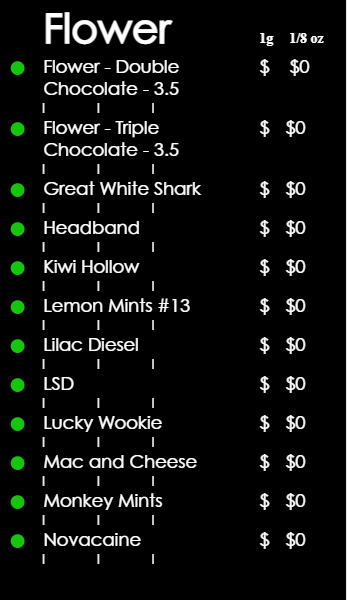 Flower 1g 1/8 oz
Flower - Double $ $0
Chocolate - 3.5
| | |
Flower - Triple $ $0
Chocolate - 3.5
| | |
Great White Shark $ $0
| | |
Headband $ $0
| | |
Kiwi Hollow $ $0
| | |
Lemon Mints #13 $ $0
| | |
Lilac Diesel $ $0
| | |
LSD $ $0
| | |
Lucky Wookie $ $0
| | |
Mac and Cheese $ $0
| | |
Monkey Mints $ $0
| | |
Novacaine $ $0
| | |